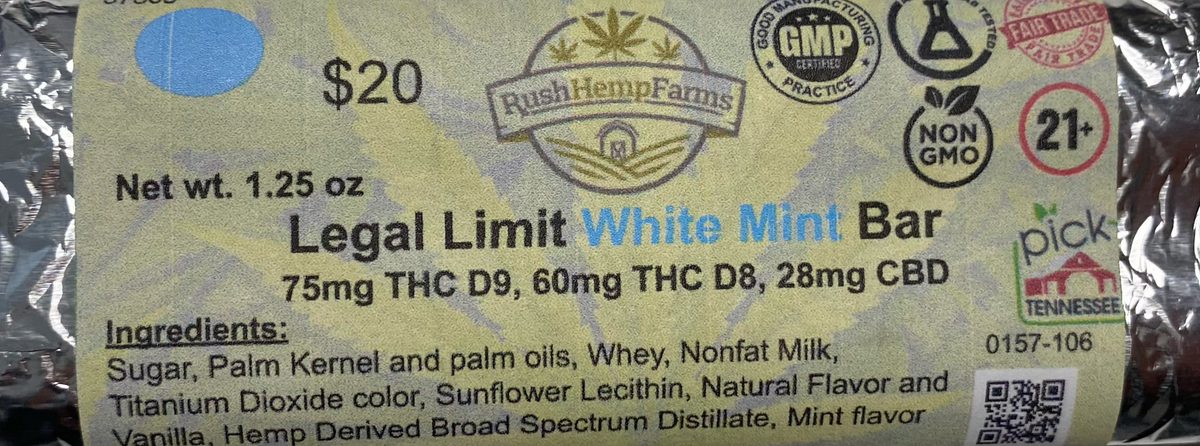 $20
RushHempFarms
GOOD MANUFACTURING
GMP
CERTIFIED
PRACTICE
TESTED
FAIR TRADE
FAIR TRADE
NON
GMO
21+
Net wt. 1.25 oz
Legal Limit White Mint Bar
75mg THC D9, 60mg THC D8, 28mg CBD
pick
TENNESSEE
0157-106
Ingredients:
Sugar, Palm Kernel and palm oils, Whey, Nonfat Milk,
Titanium Dioxide color, Sunflower Lecithin, Natural Flavor and
Vanilla, Hemp Derived Broad Spectrum Distillate, Mint flavor